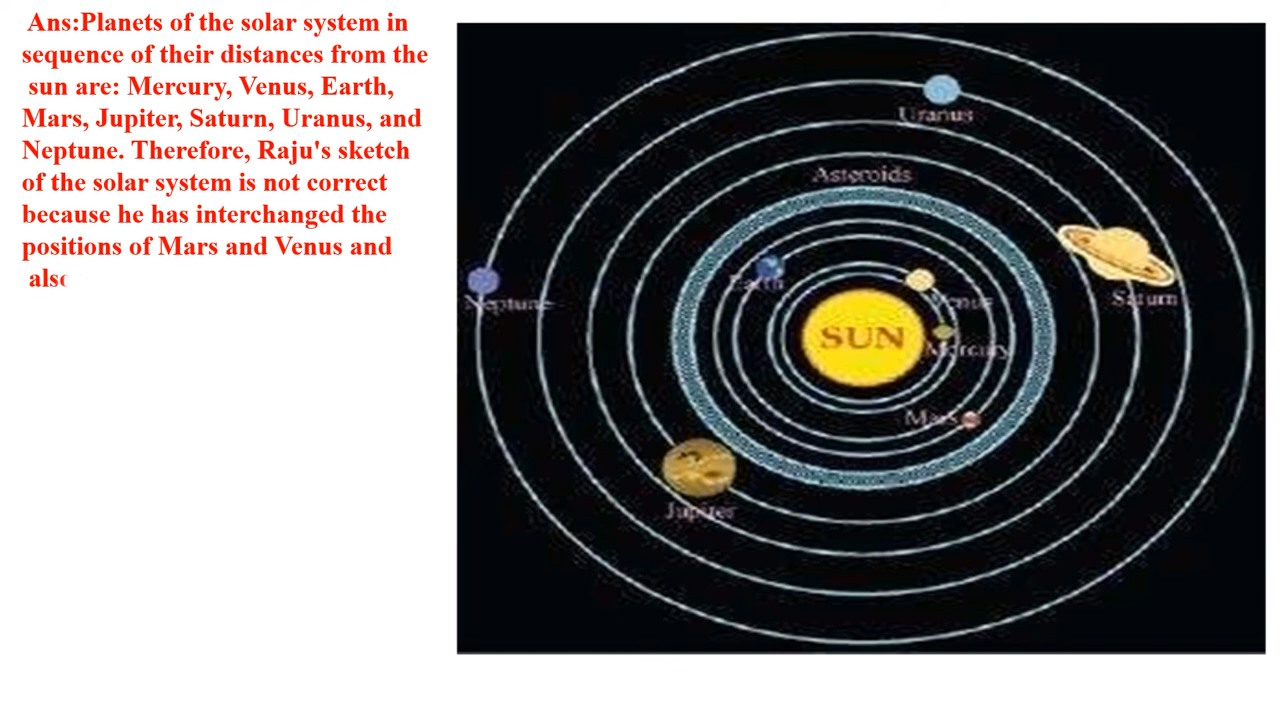 Ans:Planets of the solar system in
sequence of their distances from the
sun are: Mercury, Venus, Earth,
Mars, Jupiter, Saturn, Uranus, and
Neptune. Therefore, Raju's sketch
of the solar system is not correct
because he has interchanged the
positions of Mars and Venus and
also
Uranus
Asteroids
Earth
Venus
Neptune
Saturn
SUN
Mercury
Mars
Jupiter